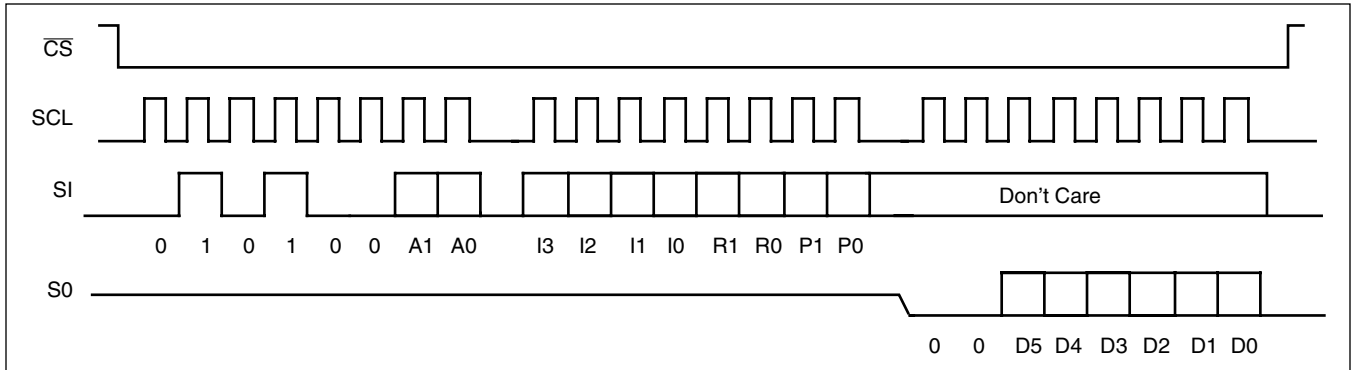 CS
SCL
SI
Don't Care
0 1 0 1 0 0 A1 A0 I3 I2 I1 I0 R1 R0 P1 P0
S0
0 0 D5 D4 D3 D2 D1 D0